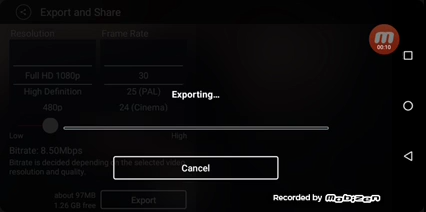 Export and Share
Resolution
Frame Rate
Full HD 1080p
30
High Definition
25 (PAL)
480p
24 (Cinema)
00:10
Exporting...
Low
High
Bitrate: 8.50Mbps
Bitrate is decided depending on the selected video
resolution and quality.
Cancel
about 97MB
1.26 GB free
Export
Recorded by mobizen